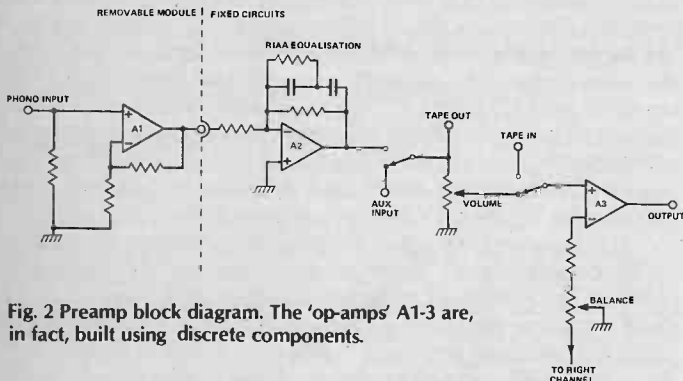 REMOVABLE MODULE
FIXED CIRCUITS
RIAA EQUALISATION
PHONO INPUT
+
A1
−
−
A2
+
TAPE OUT
AUX
INPUT
VOLUME
TAPE IN
+
A3
−
OUTPUT
BALANCE
TO RIGHT
CHANNEL
Fig. 2 Preamp block diagram. The 'op-amps' A1-3 are,
in fact, built using discrete components.